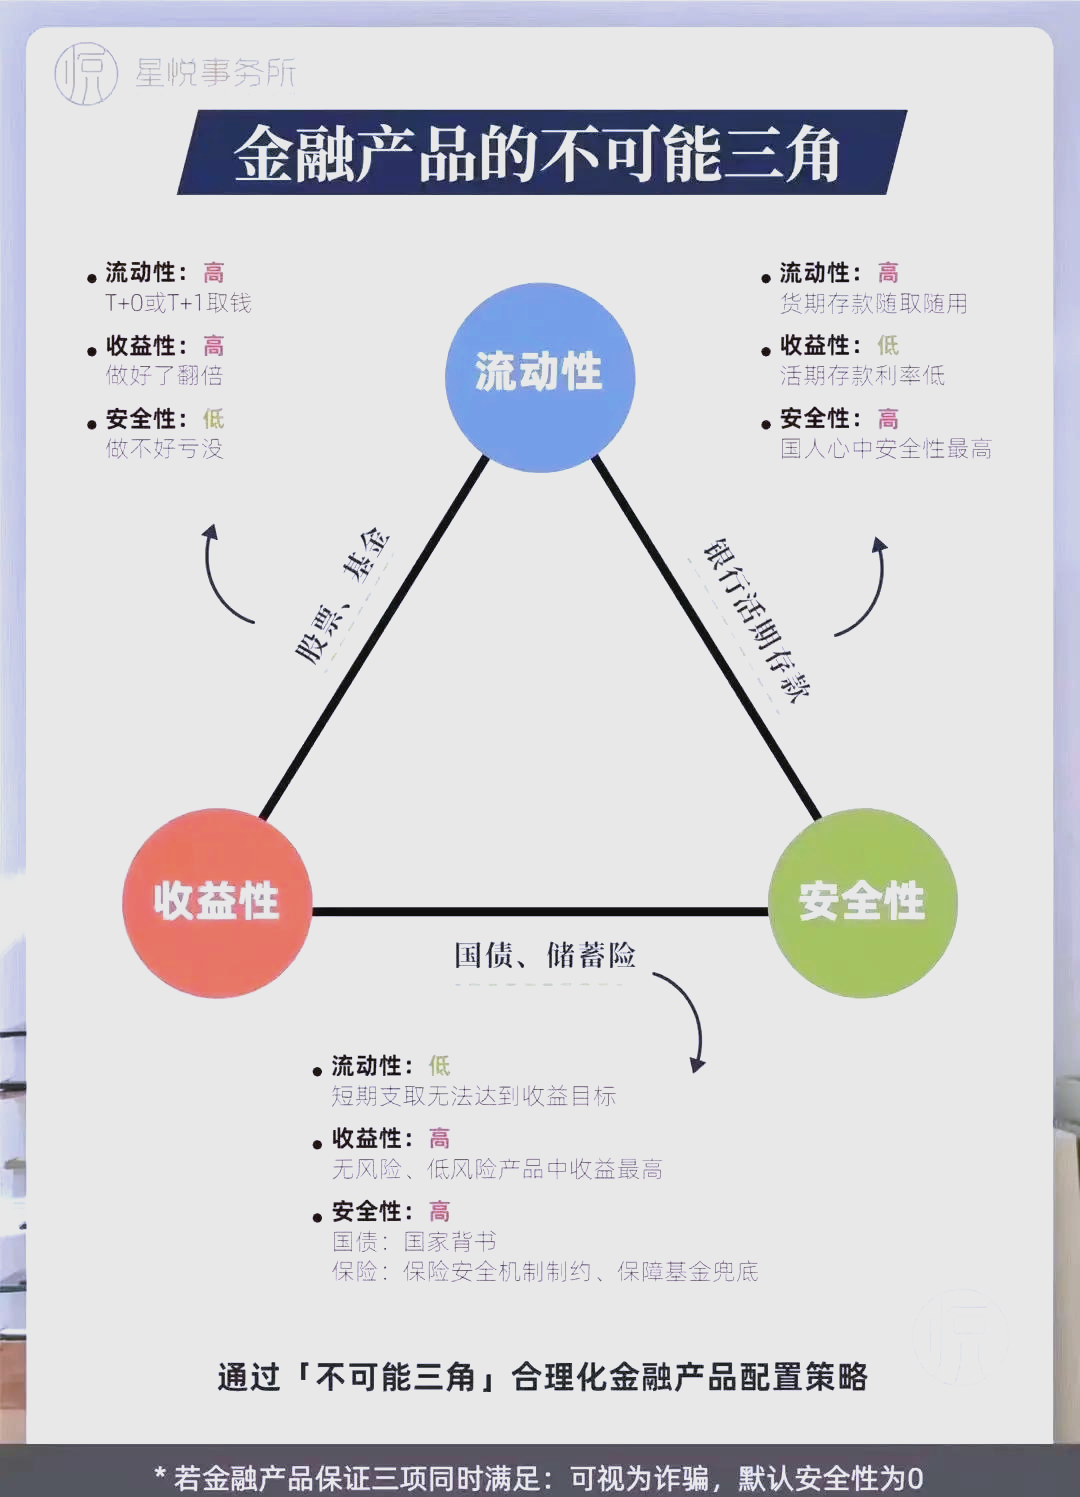 星悦事务所
金融产品的不可能三角
流动性：高
T+0或T+1取钱
收益性：高
做好了翻倍
安全性：低
做不好亏没
流动性：高
货期存款随取随用
收益性：低
活期存款利率低
安全性：高
国人心中安全性最高
流动性
股票、基金
银行活期存款
收益性
安全性
国债、储蓄险
流动性：低
短期支取无法达到收益目标
收益性：高
无风险、低风险产品中收益最高
安全性：高
国债：国家背书
保险：保险安全机制制约、保障基金兜底
通过「不可能三角」合理化金融产品配置策略
*若金融产品保证三项同时满足：可视为诈骗，默认安全性为0